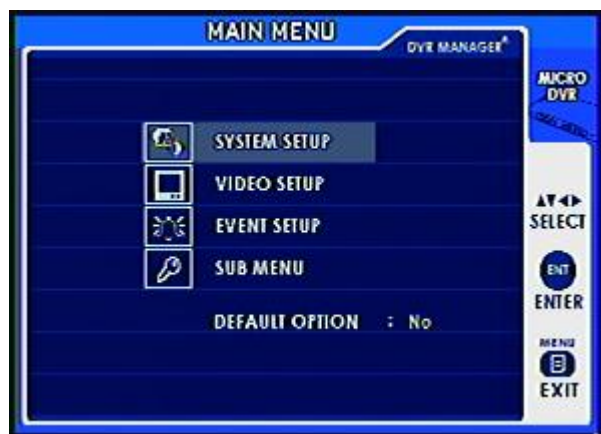 MAIN MENU
DVR MANAGER®
MICRO
DVR
SYSTEM SETUP
VIDEO SETUP
EVENT SETUP
SUB MENU
DEFAULT OPTION : No
SELECT
ENT
ENTER
MENU
EXIT